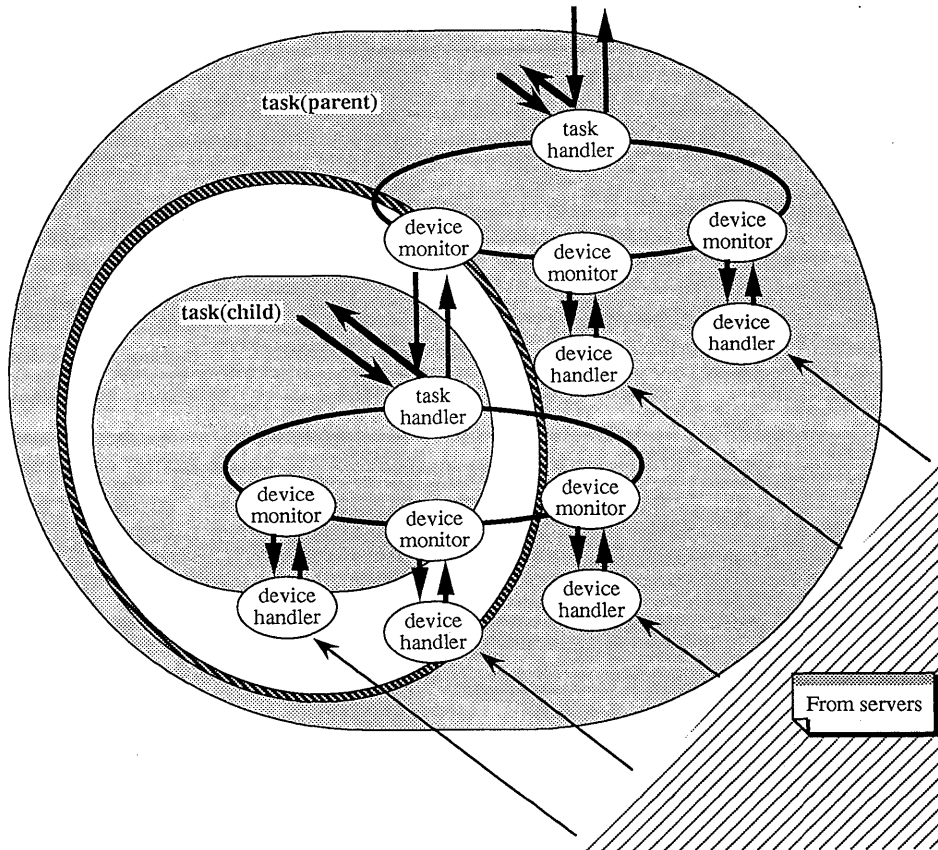 task(parent)
task
handler
device
monitor
device
monitor
device
monitor
device
handler
device
handler
task(child)
task
handler
device
monitor
device
monitor
device
monitor
device
handler
device
handler
device
handler
From servers